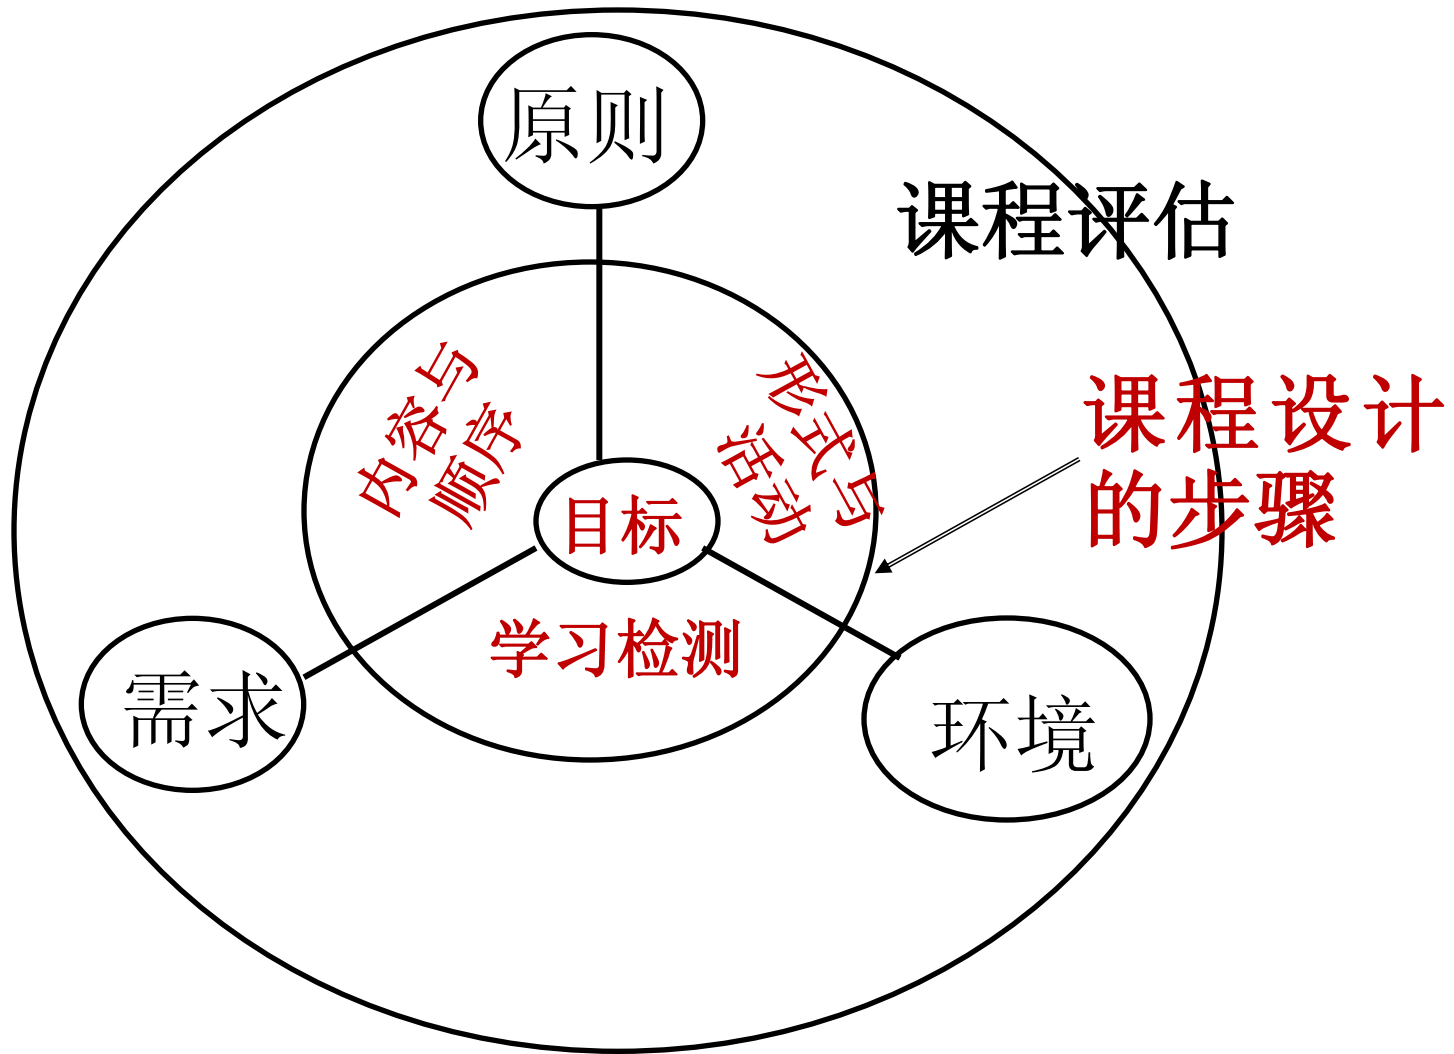 原则
课程评估
内容与
顺序
形式与
活动
课程设计
的步骤
目标
学习检测
需求
环境